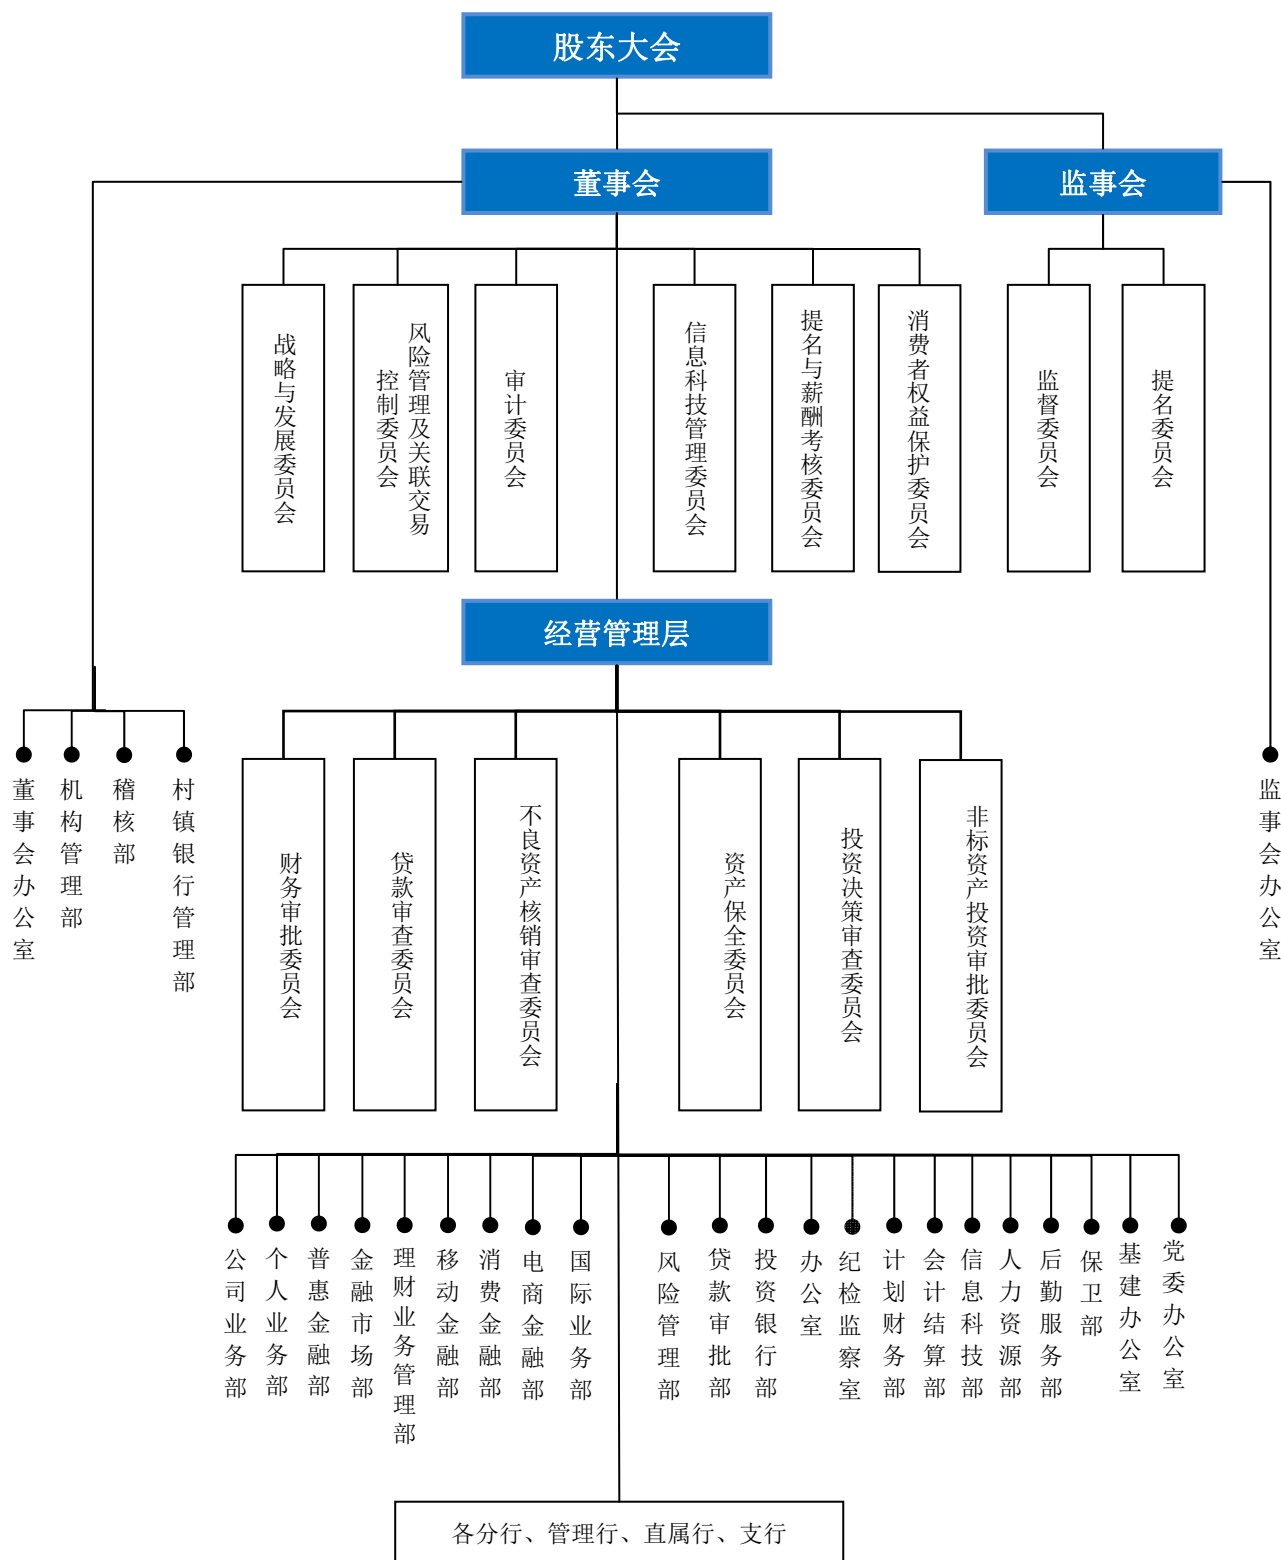 股东大会
董事会
监事会
战略与发展委员会
风险管理及关联交易
控制委员会
审计委员会
信息科技管理委员会
提名与薪酬考核委员会
消费者权益保护委员会
监督委员会
提名委员会
经营管理层
董事会办公室
机构管理部
稽核部
村镇银行管理部
财务审批委员会
贷款审查委员会
不良资产核销审查委员会
资产保全委员会
投资决策审查委员会
非标资产投资审批委员会
监事会办公室
公司业务部
个人业务部
普惠金融部
金融市场部
理财业务管理部
移动金融部
消费金融部
电商金融部
国际业务部
风险管理部
贷款审批部
投资银行部
办公室
纪检监察室
计划财务部
会计结算部
信息科技部
人力资源部
后勤服务部
保卫部
基建办公室
党委办公室
各分行、管理行、直属行、支行